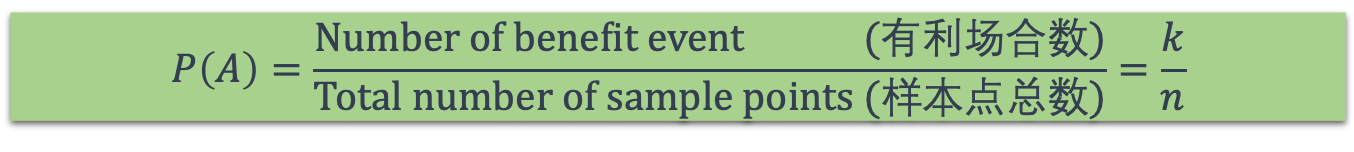 P(A) = Number of benefit event (有利场合数) / Total number of sample points (样本点总数) = k / n